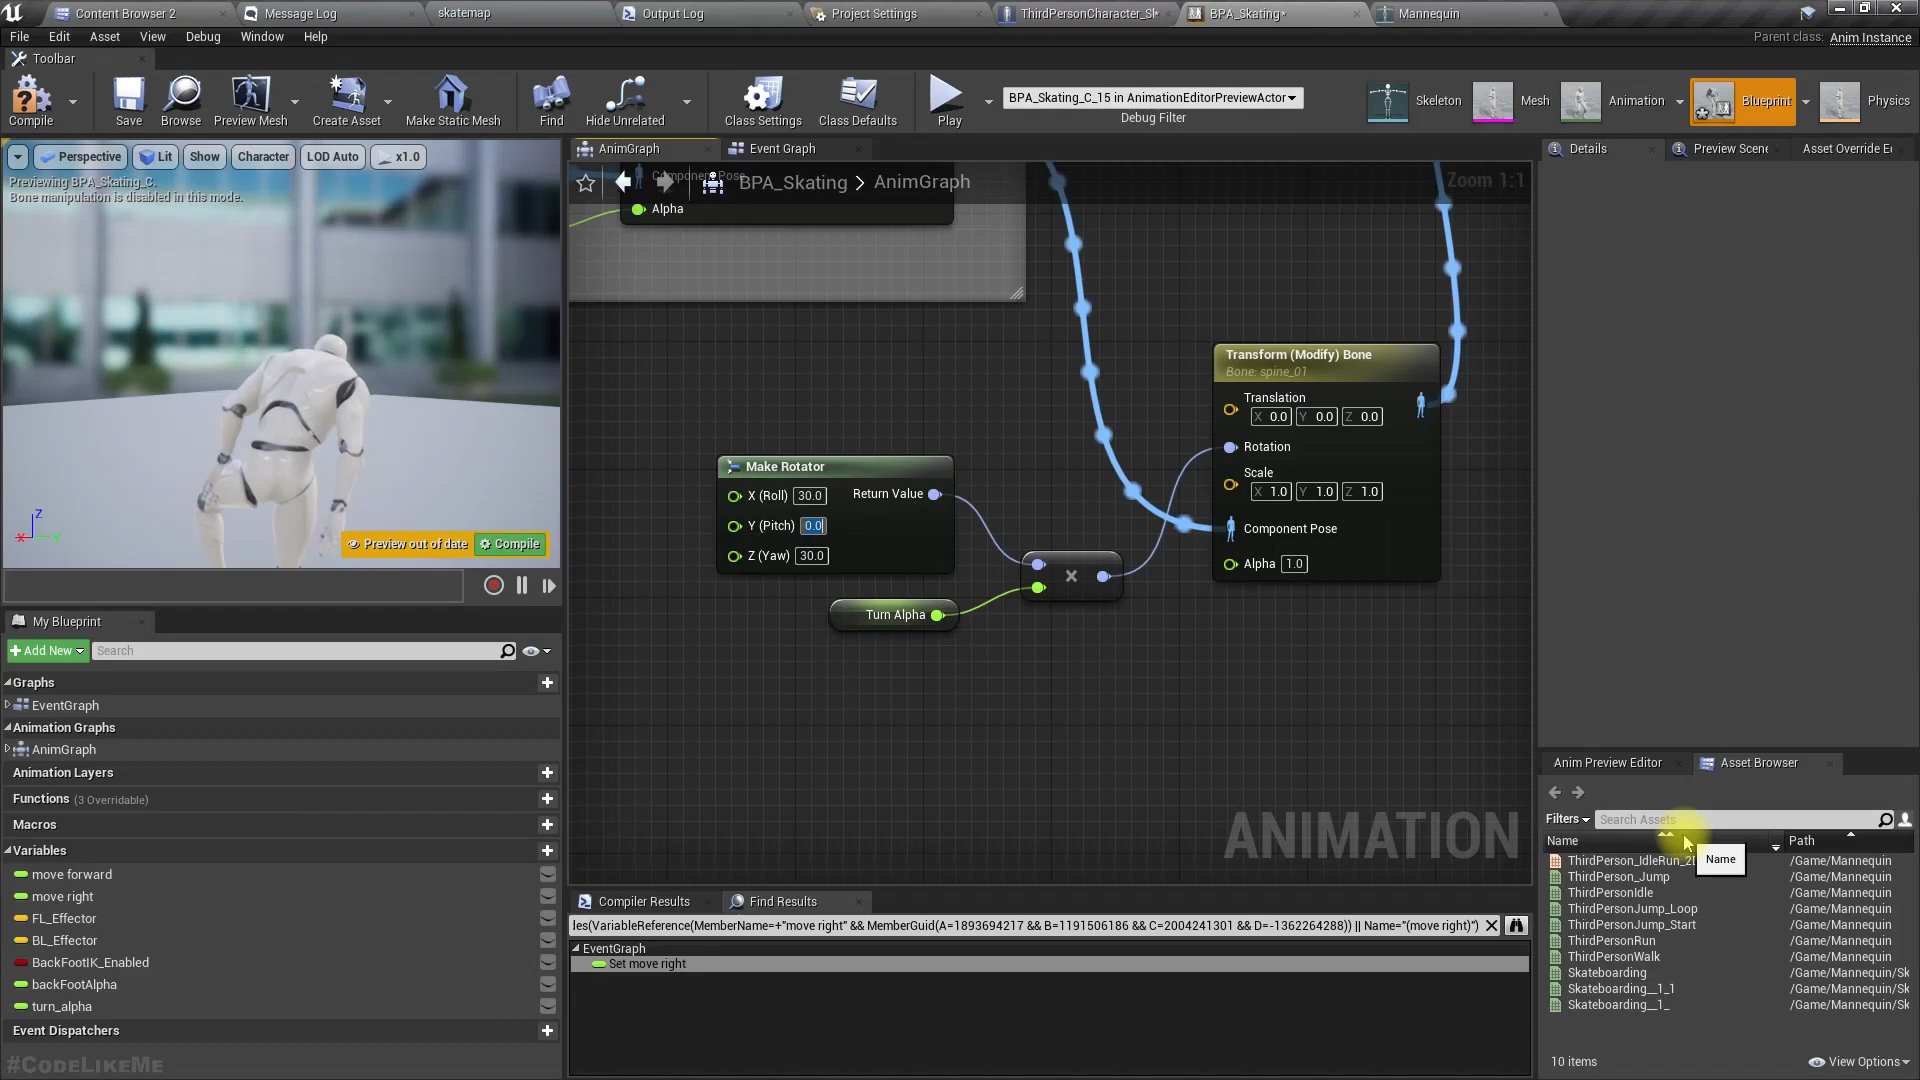 Content Browser 2
Message Log
skatemap
Output Log
Project Settings
ThirdPersonCharacter_Sk*
BPA_Skating*
Mannequin
File Edit Asset View Debug Window Help
Parent class: Anim Instance
Toolbar
Compile
Save
Browse
Preview Mesh
Create Asset
Make Static Mesh
Find
Hide Unrelated
Class Settings
Class Defaults
Play
BPA_Skating_C_15 in AnimationEditorPreviewActor
Debug Filter
Skeleton
Mesh
Animation
Blueprint
Physics
Perspective
Lit
Show
Character
LOD Auto
x1.0
Previewing BPA_Skating_C.
Bone manipulation is disabled in this mode.
Z
X
Y
Preview out of date
Compile
AnimGraph
Event Graph
BPA_Skating > AnimGraph
Zoom 1:1
Component Pose
Alpha
Transform (Modify) Bone
Bone: spine_01
Translation
X 0.0 Y 0.0 Z 0.0
Rotation
Scale
X 1.0 Y 1.0 Z 1.0
Component Pose
Alpha 1.0
Make Rotator
X (Roll) 30.0
Return Value
Y (Pitch) 0.0
Z (Yaw) 30.0
Turn Alpha
ANIMATION
Details
Preview Scene
Asset Override E
My Blueprint
Add New
Search
Graphs
EventGraph
Animation Graphs
AnimGraph
Animation Layers
Functions (3 Overridable)
Macros
Variables
move forward
move right
FL_Effector
BL_Effector
BackFootIK_Enabled
backFootAlpha
turn_alpha
Event Dispatchers
#CodeLikeMe
Compiler Results
Find Results
les(VariableReference(MemberName=+"move right" && MemberGuid(A=1893694217 && B=1191506186 && C=2004241301 && D=-1362264288)) || Name="(move right)")
EventGraph
Set move right
Anim Preview Editor
Asset Browser
Filters
Search Assets
Name
Path
Name
ThirdPerson_IdleRun_2 /Game/Mannequin
ThirdPerson_Jump /Game/Mannequin
ThirdPersonIdle /Game/Mannequin
ThirdPersonJump_Loop /Game/Mannequin
ThirdPersonJump_Start /Game/Mannequin
ThirdPersonRun /Game/Mannequin
ThirdPersonWalk /Game/Mannequin
Skateboarding /Game/Mannequin/Sk
Skateboarding__1_1 /Game/Mannequin/Sk
Skateboarding__1_ /Game/Mannequin/Sk
10 items
View Options